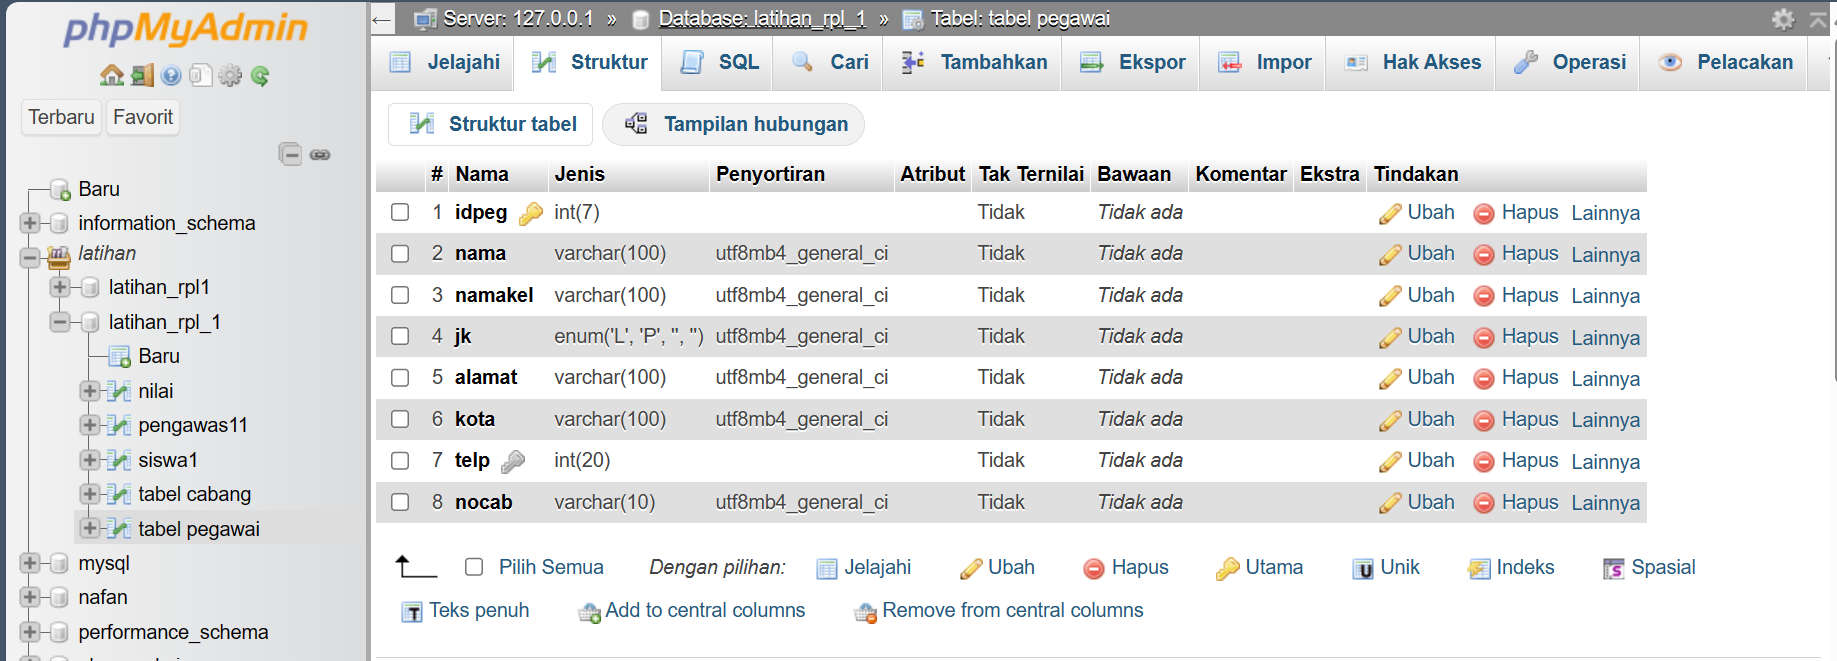 phpMyAdmin
Terbaru Favorit
Baru
information_schema
latihan
latihan_rpl1
latihan_rpl_1
Baru
nilai
pengawas11
siswa1
tabel cabang
tabel pegawai
mysql
nafan
performance_schema
Server: 127.0.0.1 » Database: latihan_rpl_1 » Tabel: tabel pegawai
Jelajahi Struktur SQL Cari Tambahkan Ekspor Impor Hak Akses Operasi Pelacakan
Struktur tabel Tampilan hubungan
# Nama Jenis Penyortiran Atribut Tak Ternilai Bawaan Komentar Ekstra Tindakan
1 idpeg int(7) Tidak Tidak ada Ubah Hapus Lainnya
2 nama varchar(100) utf8mb4_general_ci Tidak Tidak ada Ubah Hapus Lainnya
3 namakel varchar(100) utf8mb4_general_ci Tidak Tidak ada Ubah Hapus Lainnya
4 jk enum('L', 'P', '', '') utf8mb4_general_ci Tidak Tidak ada Ubah Hapus Lainnya
5 alamat varchar(100) utf8mb4_general_ci Tidak Tidak ada Ubah Hapus Lainnya
6 kota varchar(100) utf8mb4_general_ci Tidak Tidak ada Ubah Hapus Lainnya
7 telp int(20) Tidak Tidak ada Ubah Hapus Lainnya
8 nocab varchar(10) utf8mb4_general_ci Tidak Tidak ada Ubah Hapus Lainnya
Pilih Semua Dengan pilihan: Jelajahi Ubah Hapus Utama Unik Indeks Spasial
Teks penuh Add to central columns Remove from central columns